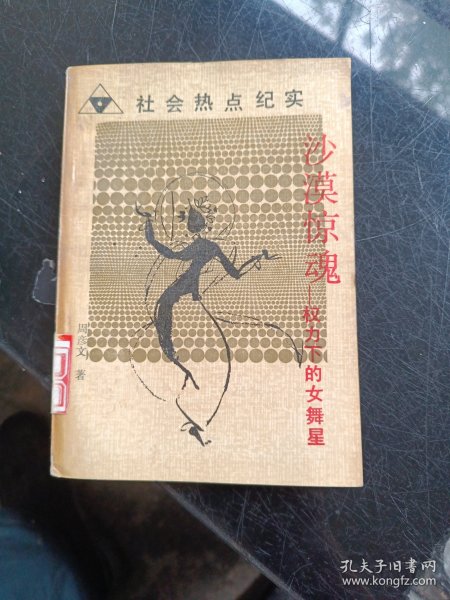 社会热点纪实
沙漠惊魂
—权力下的女舞星
周彦文 著
孔夫子旧书网
www.kongfz.com